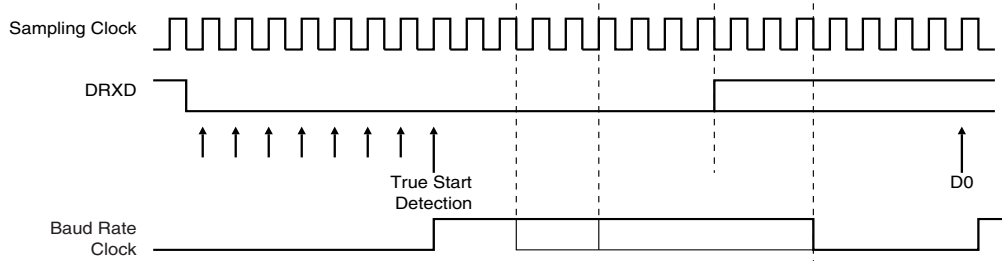 Sampling Clock
DRXD
True Start
Detection
D0
Baud Rate
Clock